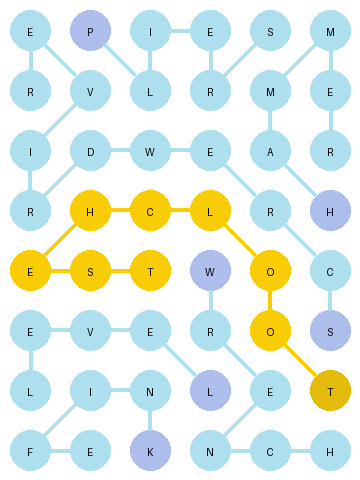 E P I E S M
R V L R M E
I D W E A R
R H C L R H
E S T W O C
E V E R O S
L I N L E T
F E K N C H